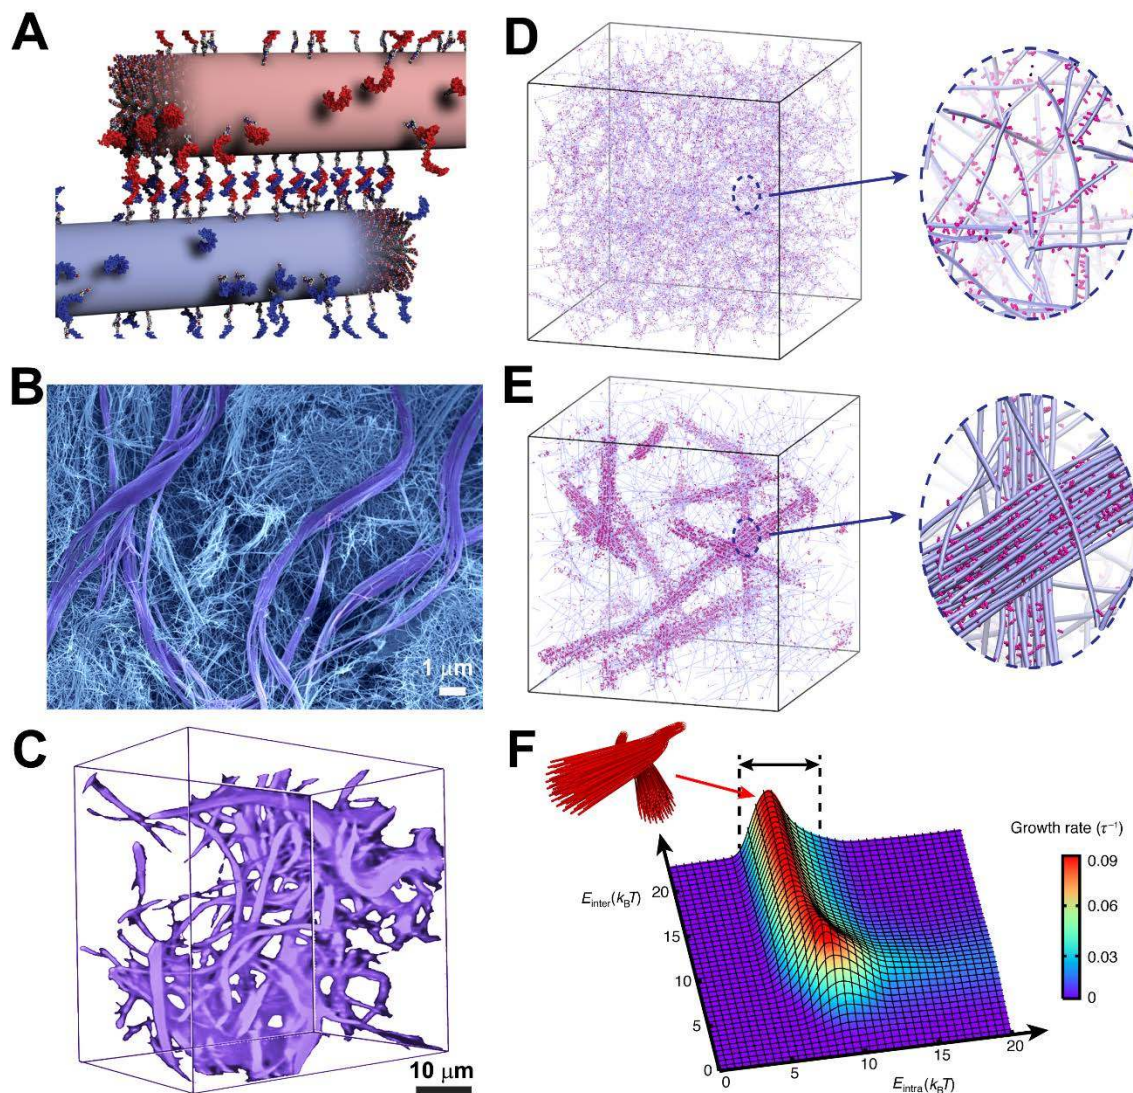 A
B
1 μm
C
10 μm
D
E
F
Growth rate (τ⁻¹)
0.09
0.06
0.03
0
E_inter(k_BT)
20
15
10
5
0
0
5
10
15
20
E_intra(k_BT)